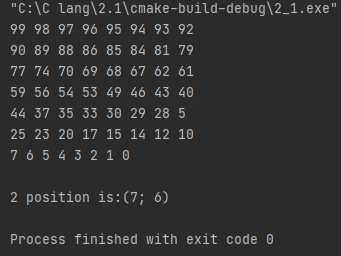 "C:\C lang\2.1\cmake-build-debug\2_1.exe"
99 98 97 96 95 94 93 92
90 89 88 86 85 84 81 79
77 74 70 69 68 67 62 61
59 56 54 53 49 46 43 40
44 37 35 33 30 29 28 5
25 23 20 17 15 14 12 10
7 6 5 4 3 2 1 0
2 position is:(7; 6)
Process finished with exit code 0